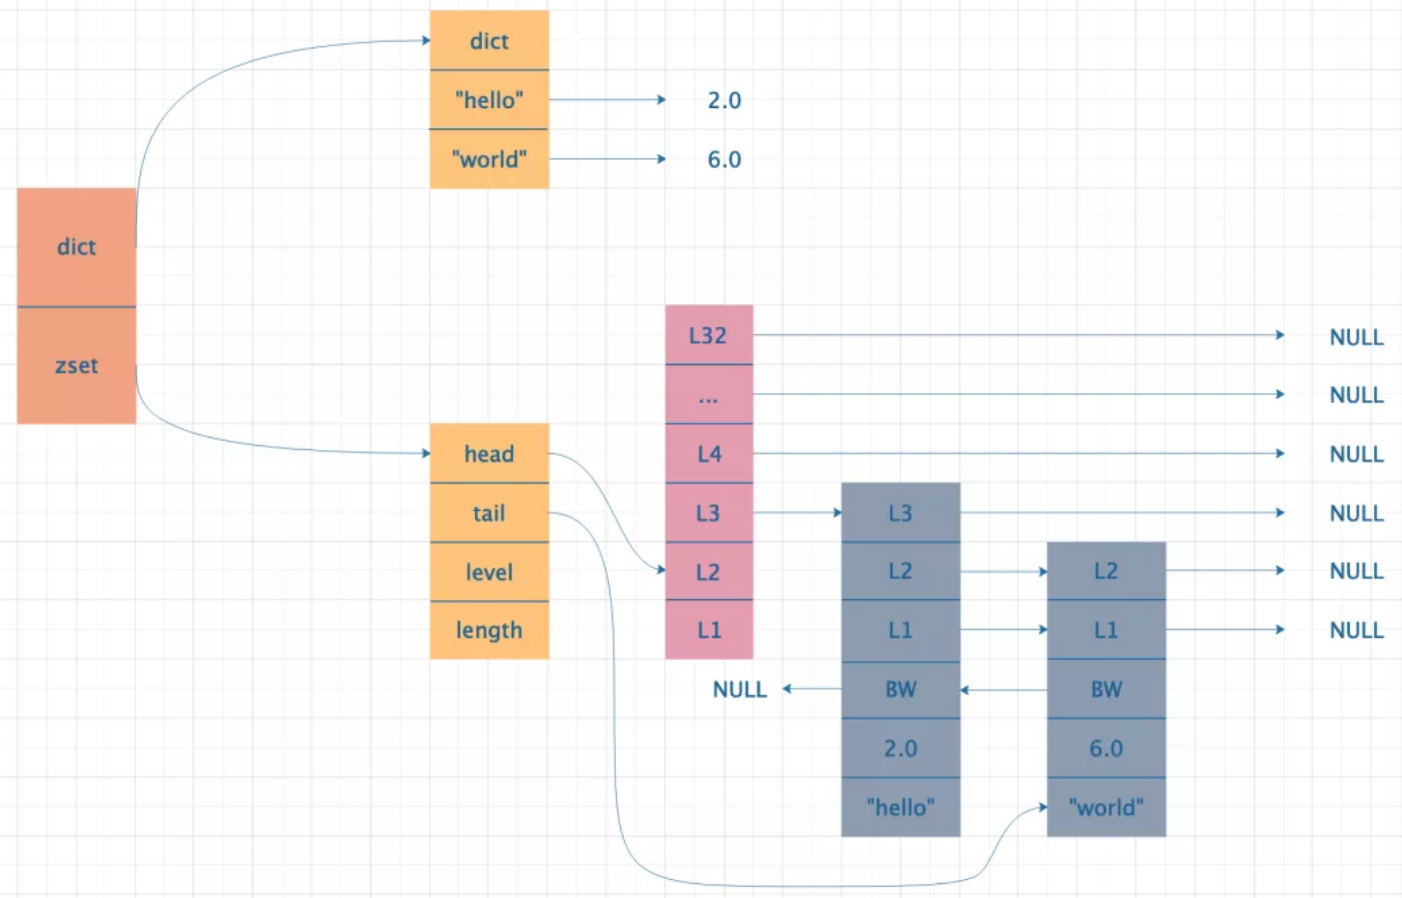 dict
"hello"
2.0
"world"
6.0
dict
zset
L32
NULL
...
NULL
head
L4
NULL
tail
L3
L3
NULL
level
L2
L2
L2
NULL
length
L1
L1
L1
NULL
NULL
BW
BW
2.0
6.0
"hello"
"world"